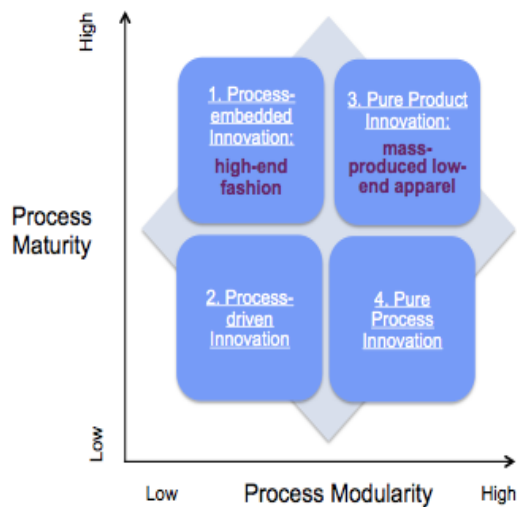 High
1. Process-
embedded
Innovation:
high-end
fashion
3. Pure Product
Innovation:
mass-
produced low-
end apparel
Process
Maturity
2. Process-
driven
Innovation
4. Pure
Process
Innovation
Low
Low
Process Modularity
High